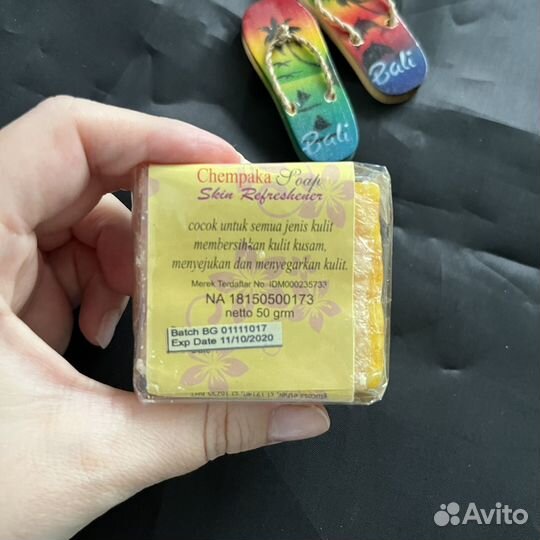 Bali
Bali
Chempaka Soap
Skin Refreshener
cocok untuk semua jenis kulit
membersihkan kulit kusam,
menyejukan dan menyegarkan kulit.
Merek Terdaftar No. IDM000235733
NA 18150500173
netto 50 grm
Batch BG 01111017
Exp Date 11/10/2020
Avito